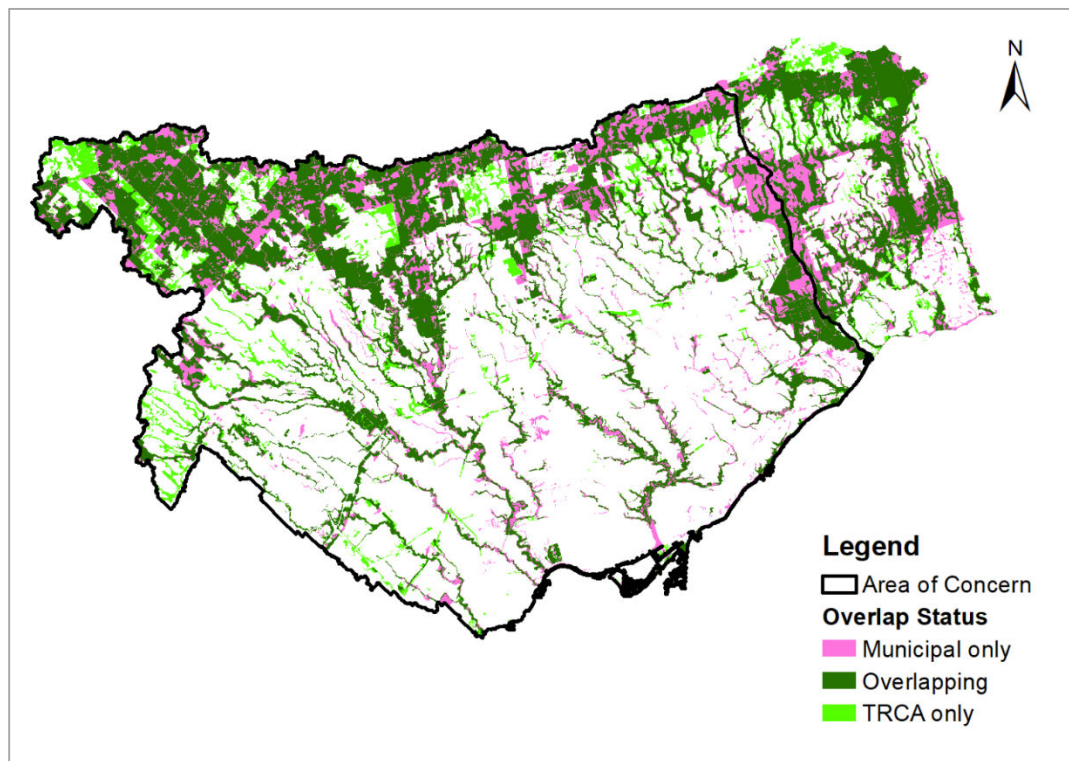 N
Legend
Area of Concern
Overlap Status
Municipal only
Overlapping
TRCA only